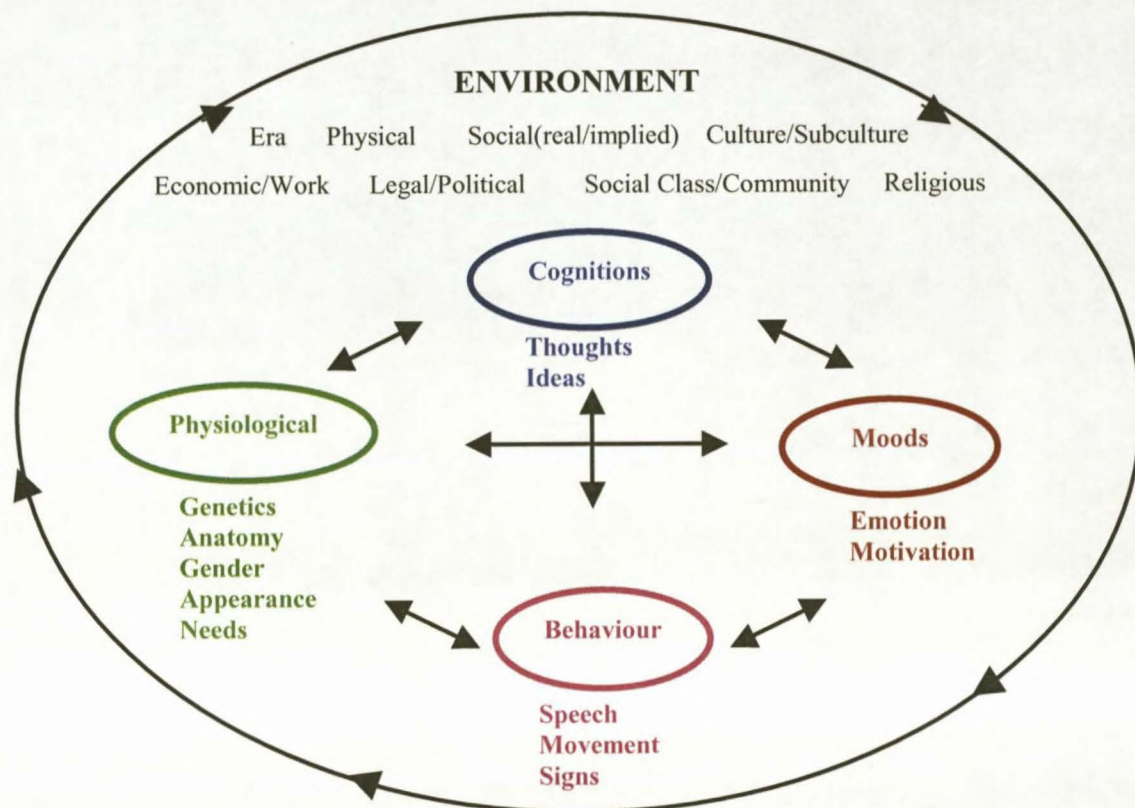 ENVIRONMENT
Era Physical Social(real/implied) Culture/Subculture
Economic/Work Legal/Political Social Class/Community Religious
Cognitions
Thoughts
Ideas
Physiological
Genetics
Anatomy
Gender
Appearance
Needs
Moods
Emotion
Motivation
Behaviour
Speech
Movement
Signs